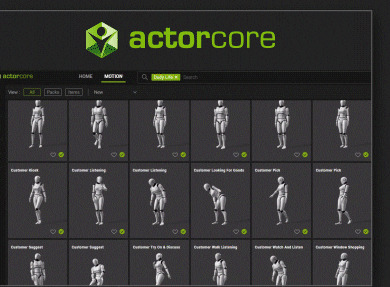 actorcore
actorcore HOME MOTION Daily Life × Search
View : All Packs Items New
Customer Kiosk Customer Listening Customer Listening Customer Looking For Goods Customer Pick Customer Pick
Customer Suggest Customer Suggest Customer Try On & Discuss Customer Walk Listening Customer Watch And Listen Customer Window Shopping